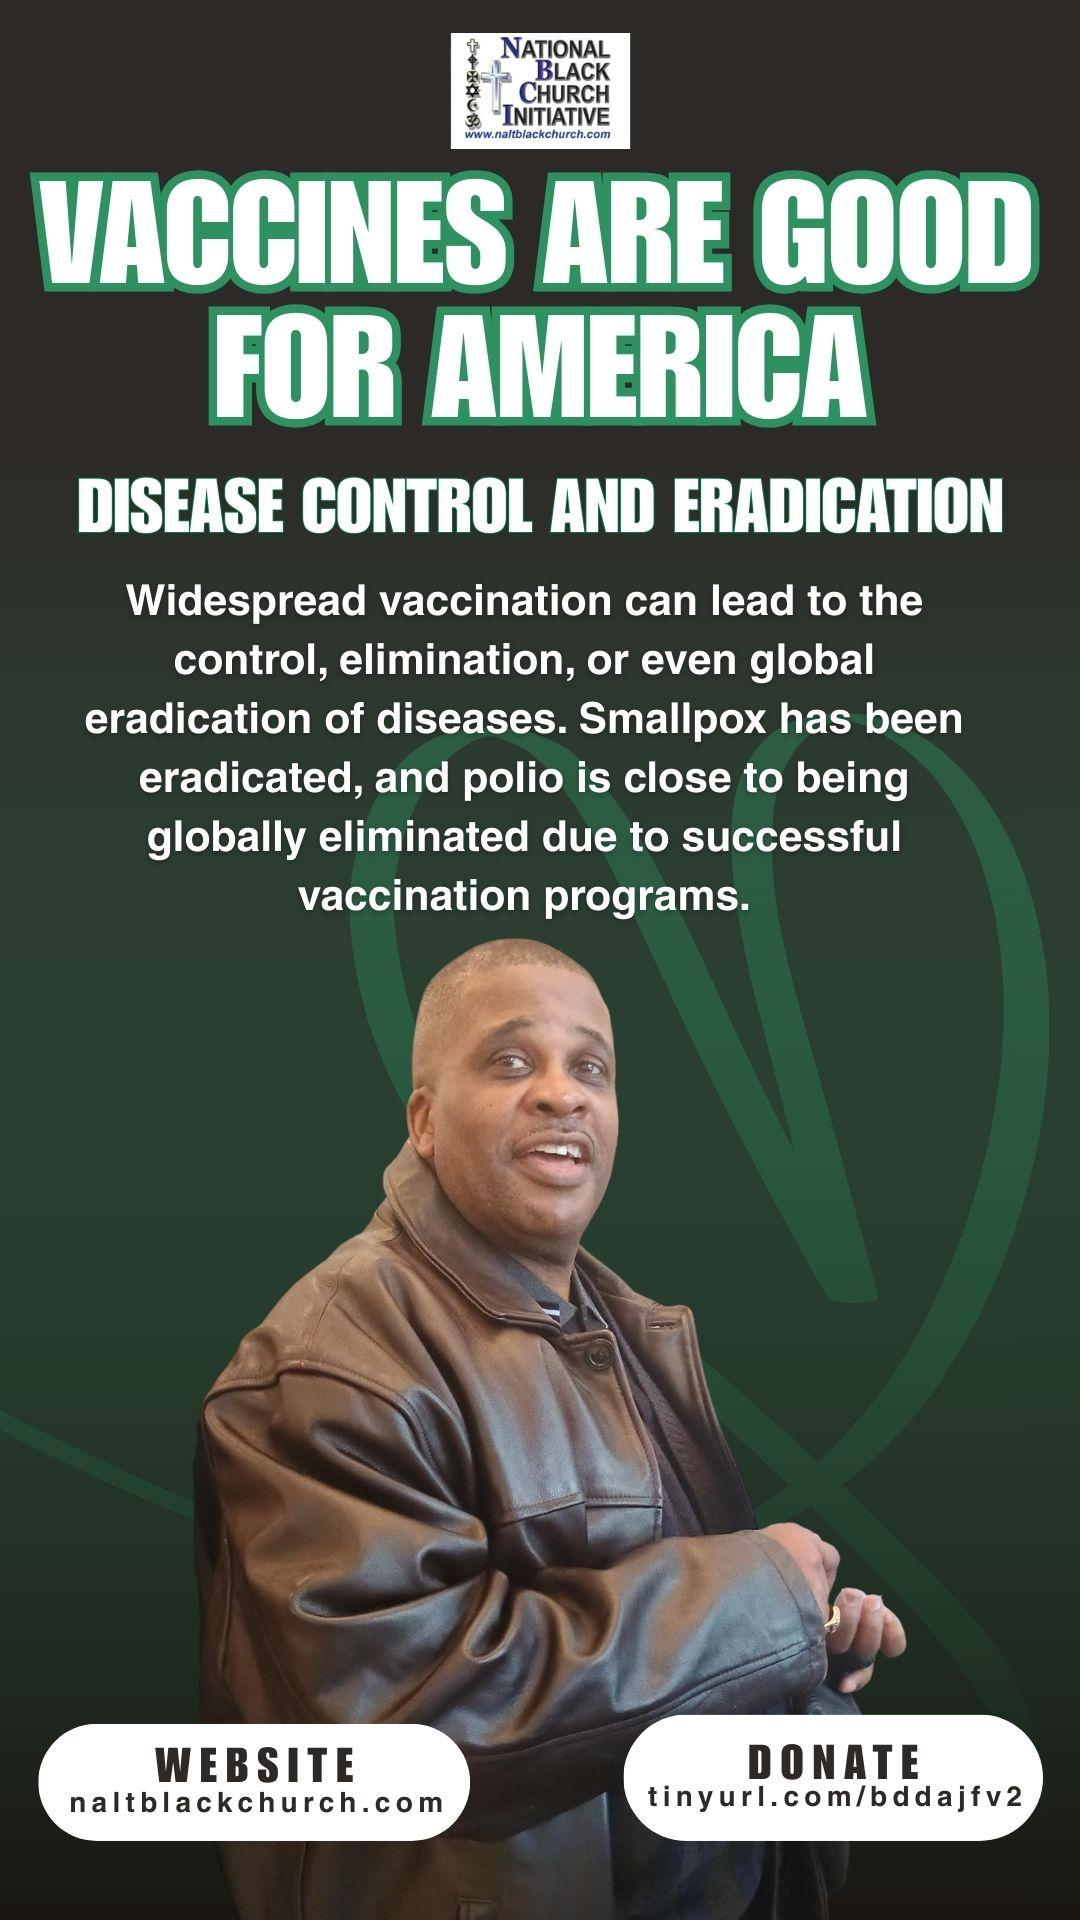 NATIONAL
BLACK
CHURCH
INITIATIVE
www.naltblackchurch.com
VACCINES ARE GOOD
FOR AMERICA
DISEASE CONTROL AND ERADICATION
Widespread vaccination can lead to the
control, elimination, or even global
eradication of diseases. Smallpox has been
eradicated, and polio is close to being
globally eliminated due to successful
vaccination programs.
WEBSITE
naltblackchurch.com
DONATE
tinyurl.com/bddajfv2